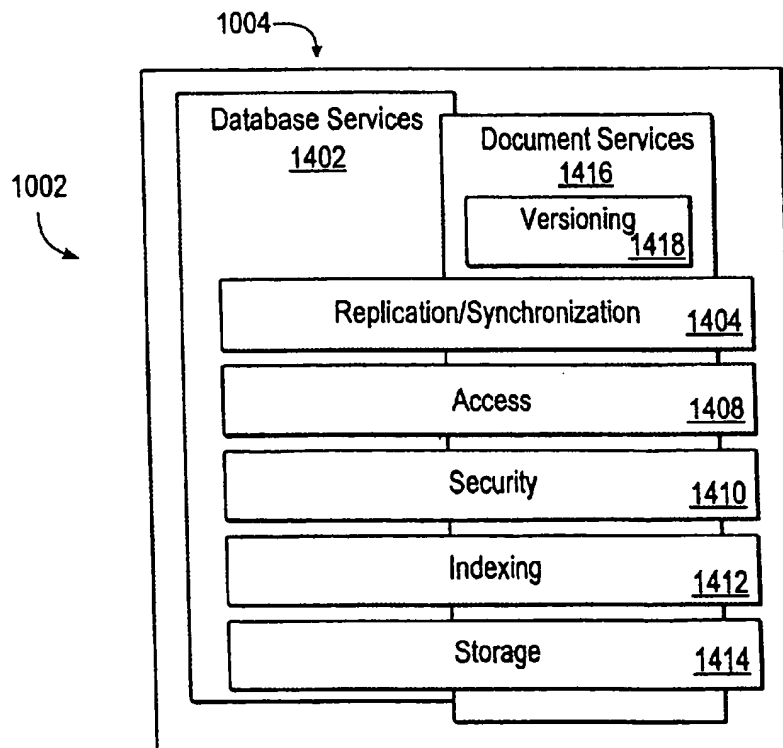 1004
1002
Database Services
1402
Document Services
1416
Versioning
1418
Replication/Synchronization 1404
Access 1408
Security 1410
Indexing 1412
Storage 1414